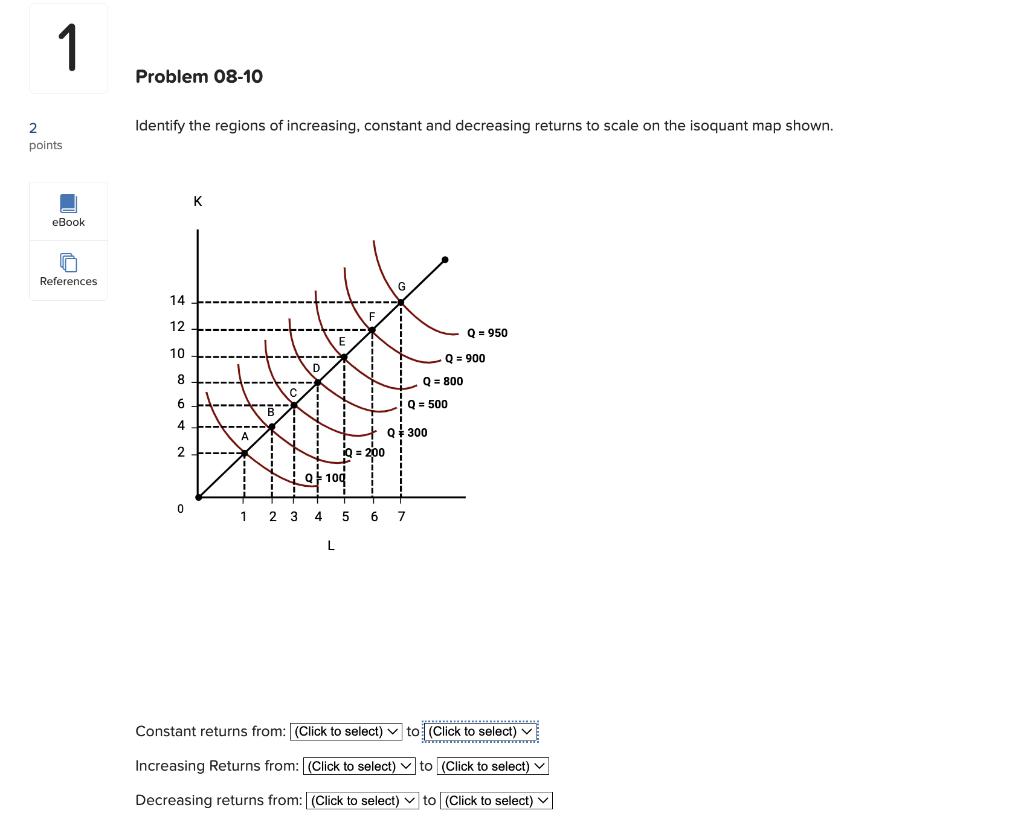 1
Problem 08-10
2
points
Identify the regions of increasing, constant and decreasing returns to scale on the isoquant map shown.
eBook
References
K
G
14
F
12
Q = 950
E
10
Q = 900
D
8
Q = 800
C
6
Q = 500
B
4
Q = 300
A
2
Q = 200
Q = 100
0
1 2 3 4 5 6 7
L
Constant returns from: (Click to select) to (Click to select)
Increasing Returns from: (Click to select) to (Click to select)
Decreasing returns from: (Click to select) to (Click to select)